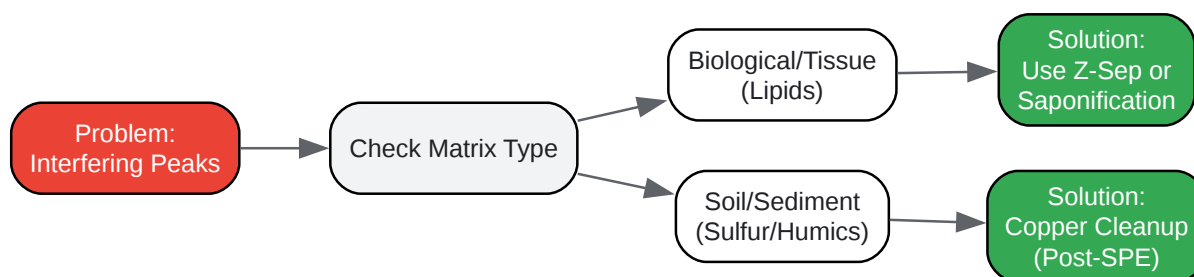 Problem:
Interfering Peaks
Check Matrix Type
Biological/Tissue
(Lipids)
Solution:
Use Z-Sep or
Saponification
Soil/Sediment
(Sulfur/Humics)
Solution:
Copper Cleanup
(Post-SPE)